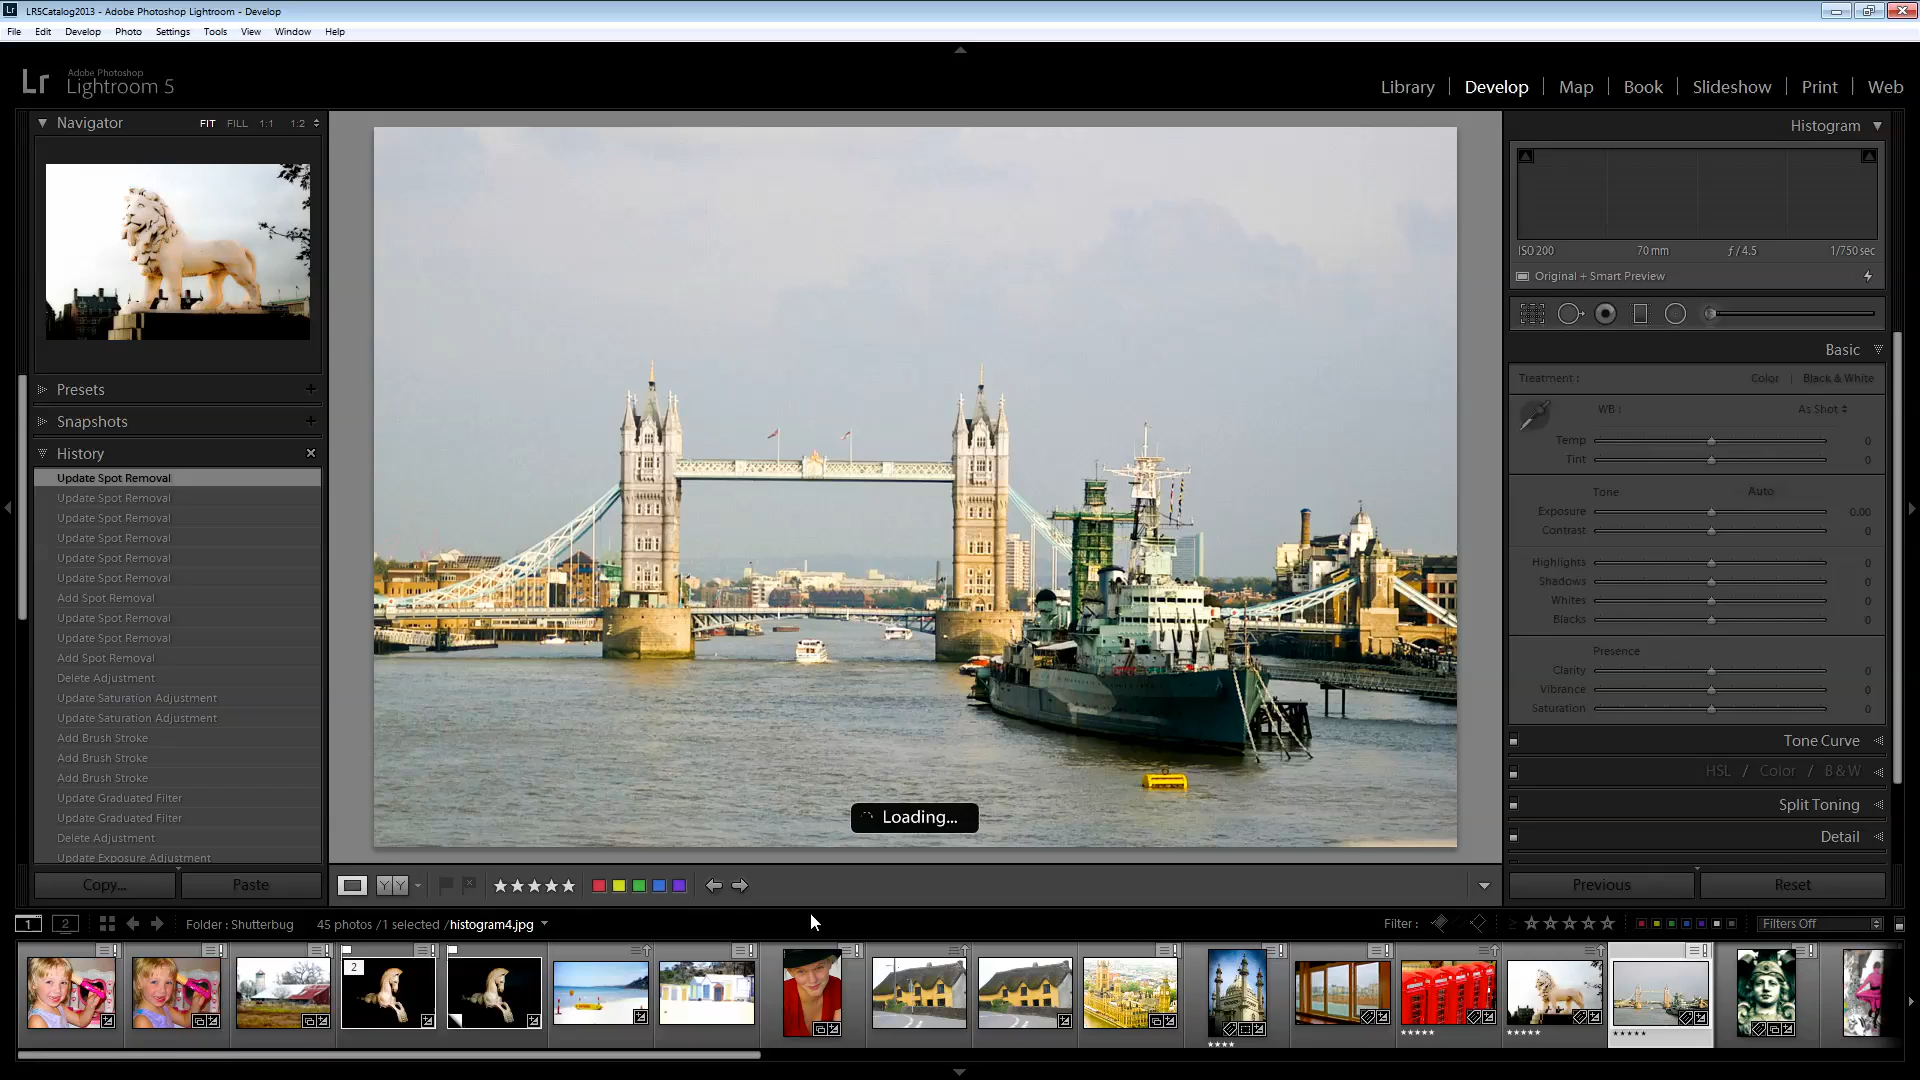 LR5Catalog2013 - Adobe Photoshop Lightroom - Develop
File Edit Develop Photo Settings Tools View Window Help
Lr Adobe Photoshop
Lightroom 5
Library | Develop | Map | Book | Slideshow | Print | Web
Navigator FIT FILL 1:1 1:2
Presets
Snapshots
History
Update Spot Removal
Update Spot Removal
Update Spot Removal
Update Spot Removal
Update Spot Removal
Update Spot Removal
Add Spot Removal
Update Spot Removal
Update Spot Removal
Add Spot Removal
Delete Adjustment
Update Saturation Adjustment
Update Saturation Adjustment
Add Brush Stroke
Add Brush Stroke
Add Brush Stroke
Update Graduated Filter
Update Graduated Filter
Delete Adjustment
Update Exposure Adjustment
Copy... Paste
Loading...
Histogram
ISO 200 70 mm ƒ / 4.5 1/750 sec
Original + Smart Preview
Basic
Treatment : Color | Black & White
WB : As Shot
Temp 0
Tint 0
Tone Auto
Exposure 0.00
Contrast 0
Highlights 0
Shadows 0
Whites 0
Blacks 0
Presence
Clarity 0
Vibrance 0
Saturation 0
Tone Curve
HSL / Color / B & W
Split Toning
Detail
Previous Reset
1 2 Folder : Shutterbug 45 photos / 1 selected / histogram4.jpg Filter : Filters Off
2